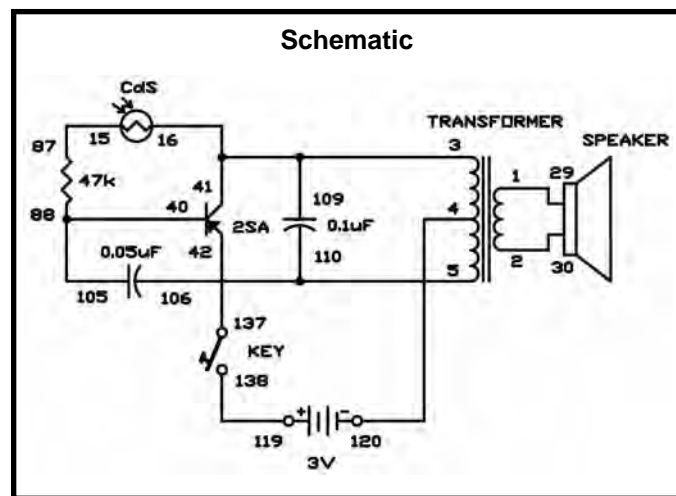 Schematic
CdS
TRANSFORMER
SPEAKER
87
15
16
3
1
29
47k
41
109
40
4
88
2SA
0.1uF
42
0.05uF
110
5
2
30
105
106
137
KEY
138
119
+
-
120
3V